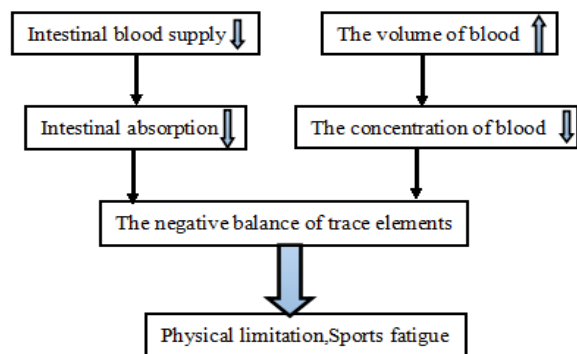 Intestinal blood supply
The volume of blood
Intestinal absorption
The concentration of blood
The negative balance of trace elements
Physical limitation,Sports fatigue